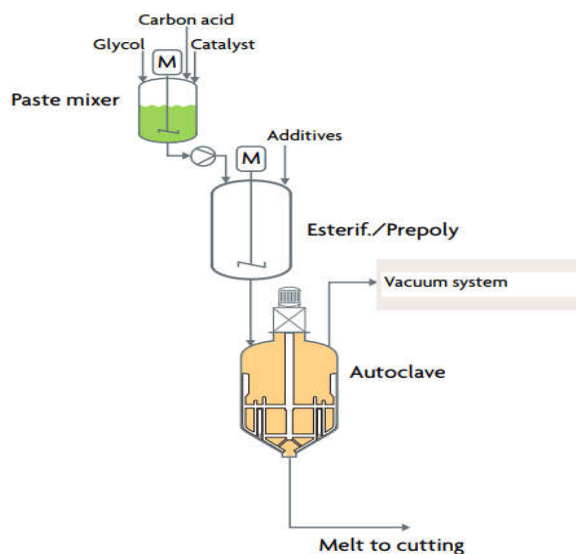 Carbon acid
Glycol
Catalyst
M
Paste mixer
Additives
M
Esterif./Prepoly
Vacuum system
Autoclave
Melt to cutting